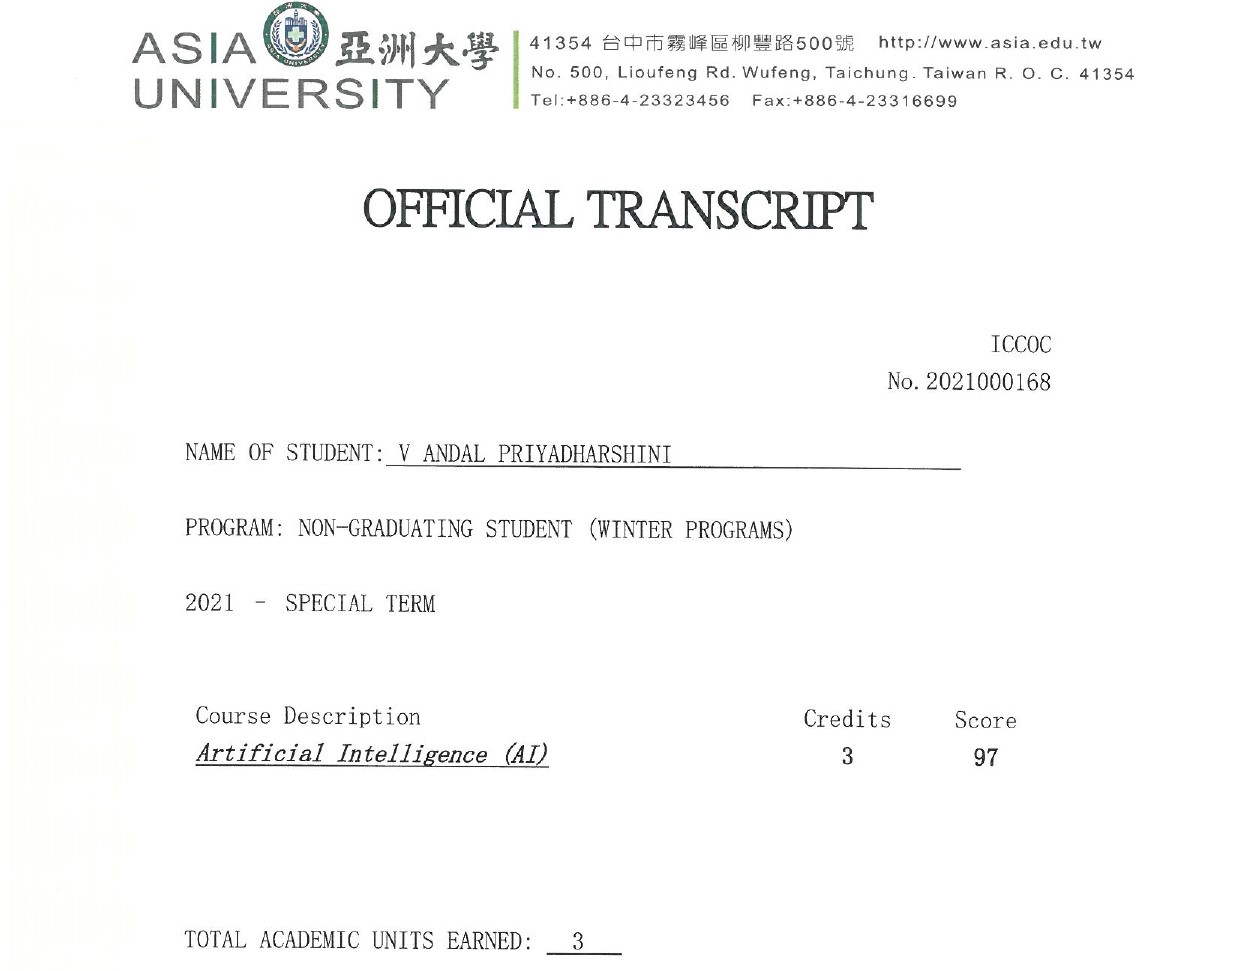 ASIA 亞洲大學
UNIVERSITY
41354 台中市霧峰區柳豐路500號 http://www.asia.edu.tw
No. 500, Lioufeng Rd. Wufeng, Taichung. Taiwan R. O. C. 41354
Tel:+886-4-23323456 Fax:+886-4-23316699
OFFICIAL TRANSCRIPT
ICCOC
No. 2021000168
NAME OF STUDENT: V ANDAL PRIYADHARSHINI
PROGRAM: NON-GRADUATING STUDENT (WINTER PROGRAMS)
2021 - SPECIAL TERM
Course Description Credits Score
Artificial Intelligence (AI) 3 97
TOTAL ACADEMIC UNITS EARNED: 3